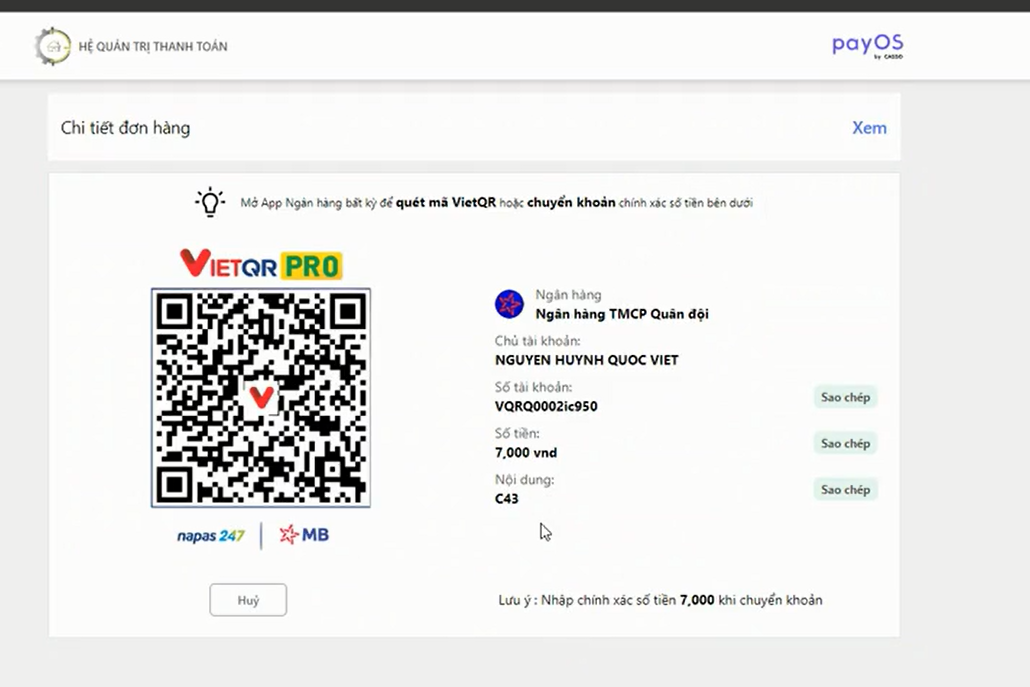 HỆ QUẢN TRỊ THANH TOÁN
payOS
by CASSO
Chi tiết đơn hàng
Xem
Mở App Ngân hàng bất kỳ để quét mã VietQR hoặc chuyển khoản chính xác số tiền bên dưới
VIETQR PRO
Ngân hàng
Ngân hàng TMCP Quân đội
Chủ tài khoản:
NGUYEN HUYNH QUOC VIET
Số tài khoản:
VQRQ0002ic950
Sao chép
Số tiền:
7,000 vnd
Sao chép
Nội dung:
C43
Sao chép
napas 247
MB
Huỷ
Lưu ý : Nhập chính xác số tiền 7,000 khi chuyển khoản